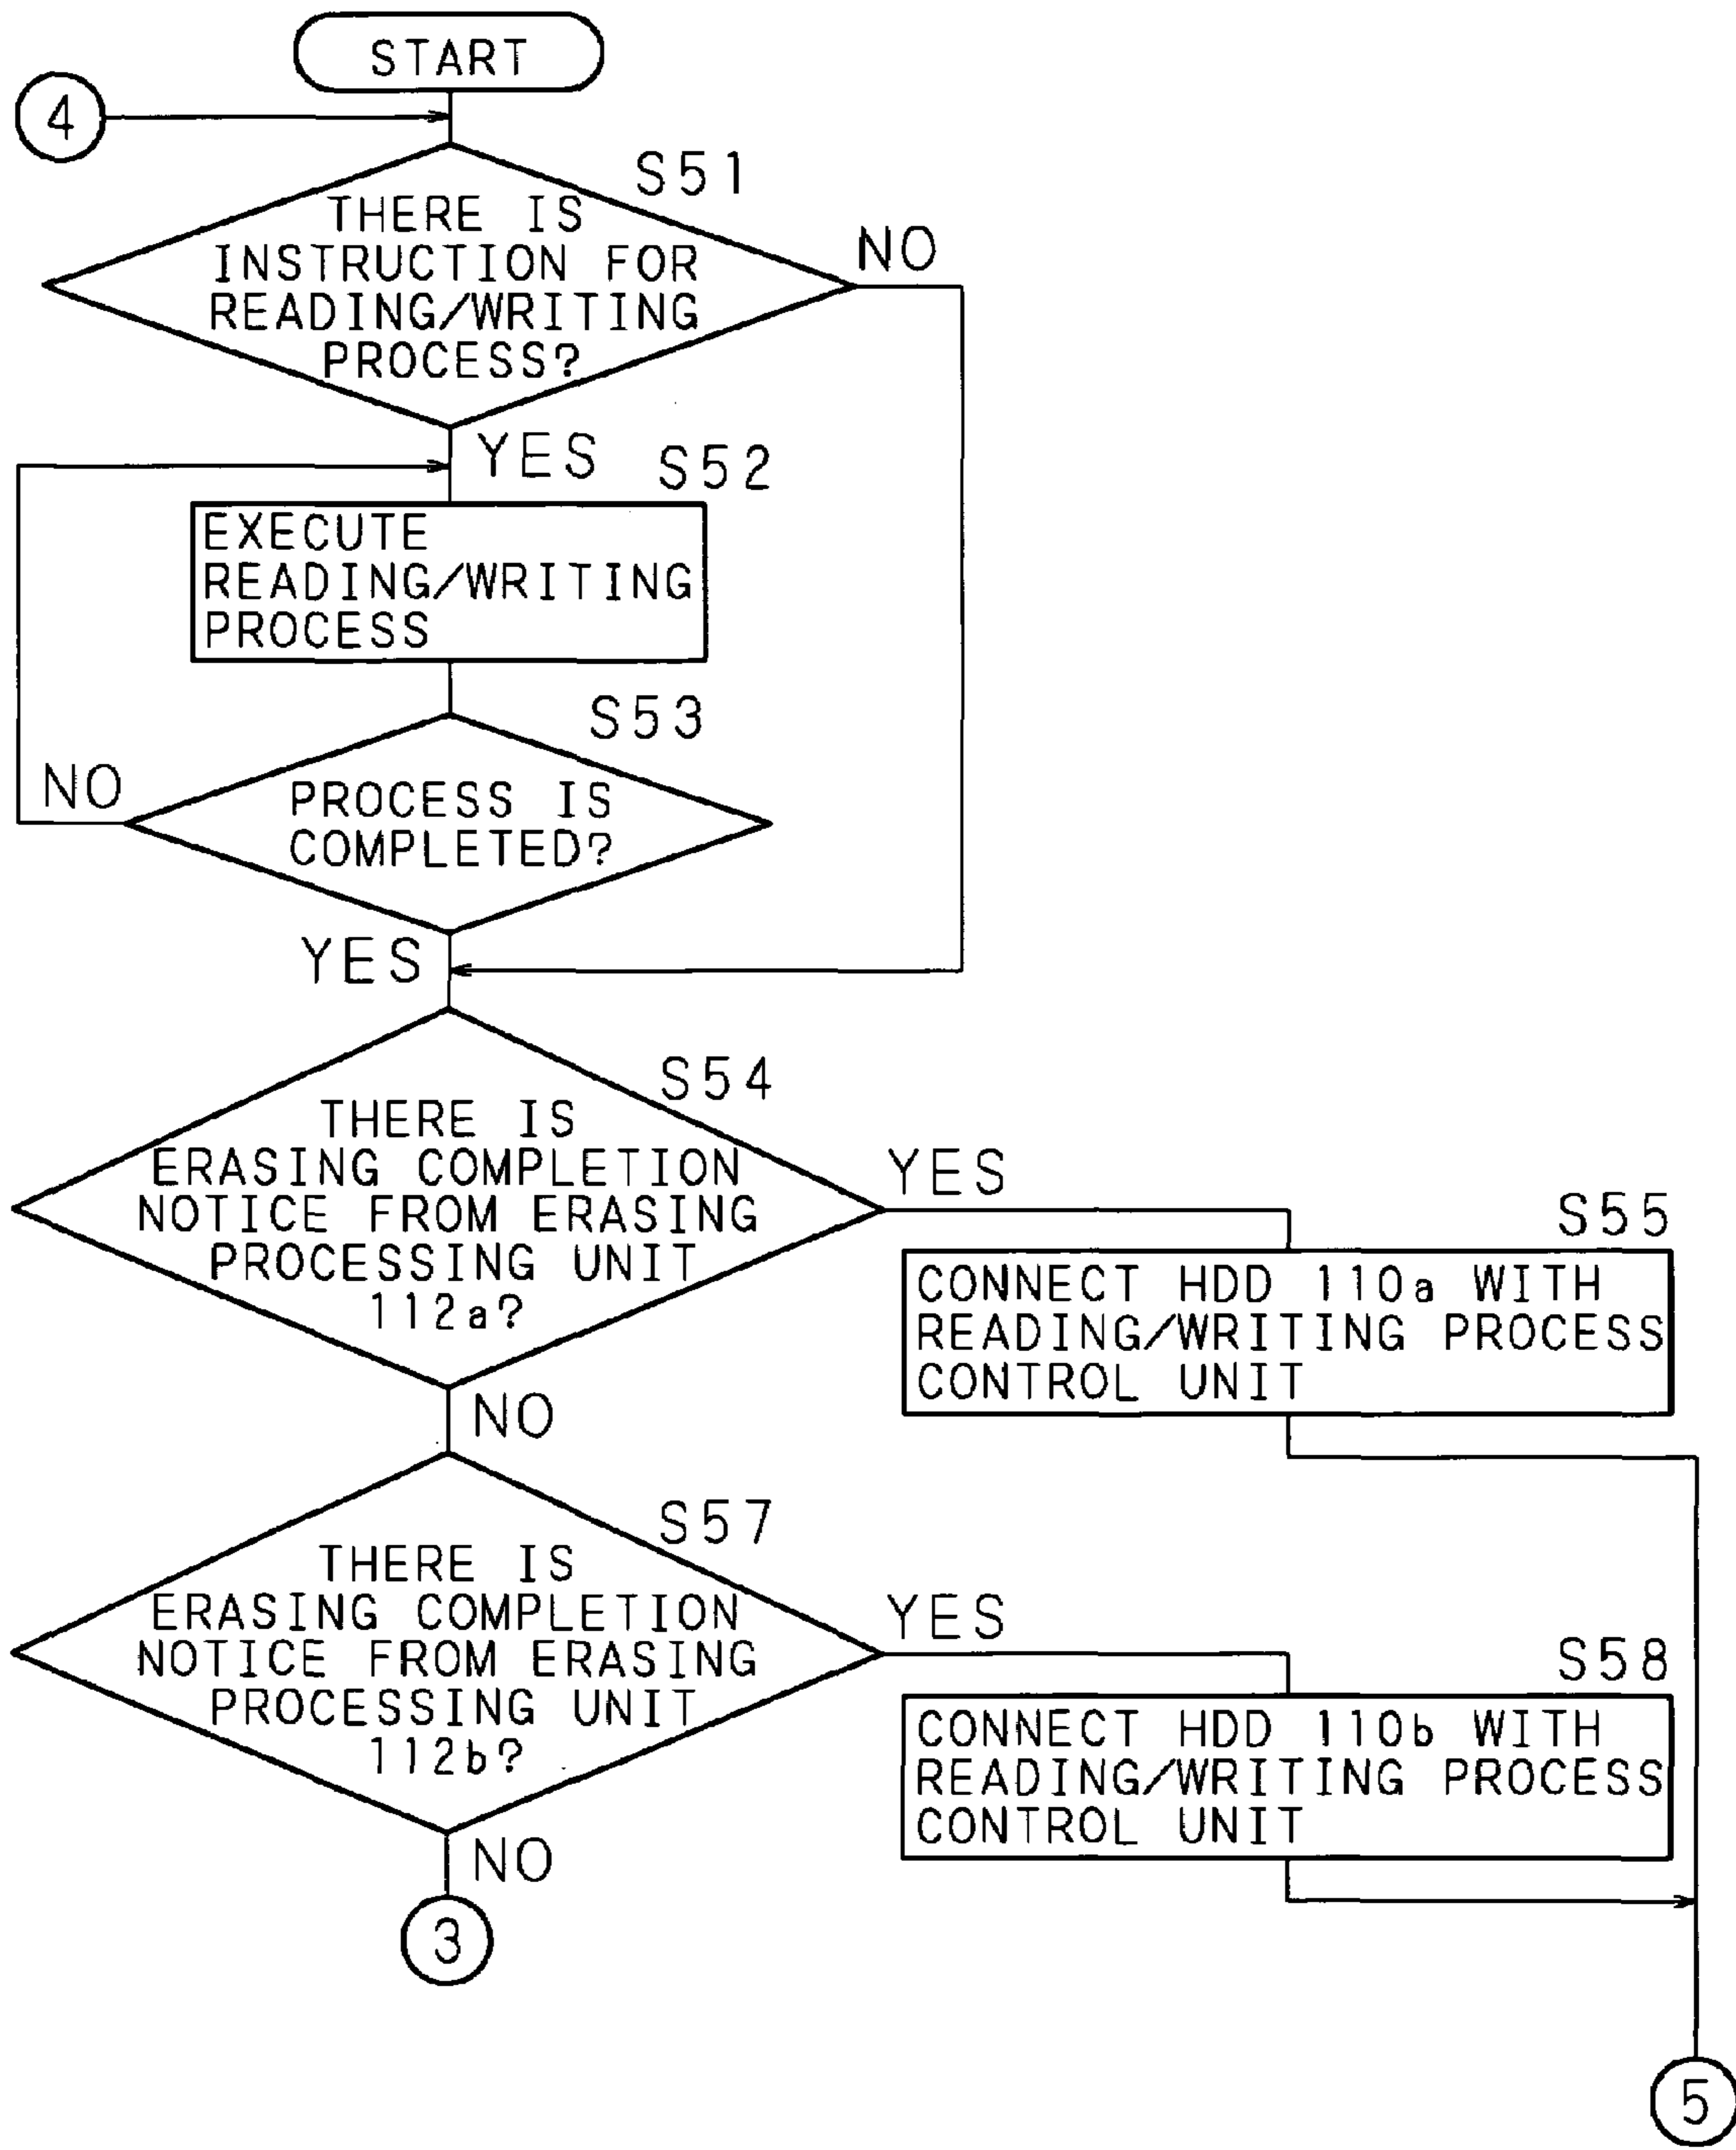 START
4
S51
THERE IS
INSTRUCTION FOR
READING/WRITING
PROCESS?
NO
YES
S52
EXECUTE
READING/WRITING
PROCESS
S53
NO
PROCESS IS
COMPLETED?
YES
S54
THERE IS
ERASING COMPLETION
NOTICE FROM ERASING
PROCESSING UNIT
112a?
YES
S55
CONNECT HDD 110a WITH
READING/WRITING PROCESS
CONTROL UNIT
NO
S57
THERE IS
ERASING COMPLETION
NOTICE FROM ERASING
PROCESSING UNIT
112b?
YES
S58
CONNECT HDD 110b WITH
READING/WRITING PROCESS
CONTROL UNIT
NO
3
5